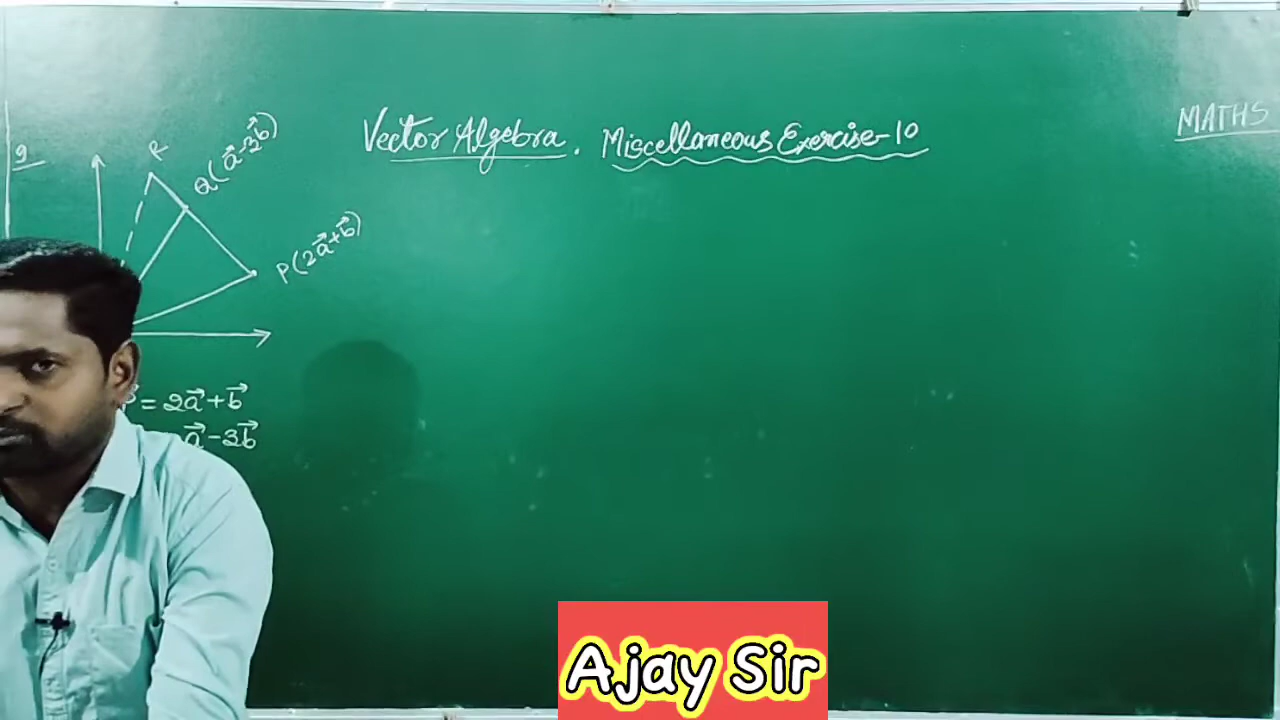 Vector Algebra. Miscellaneous Exercise-10
MATHS
9
R
Q(a⃗-3b⃗)
P(2a⃗+b⃗)
= 2a⃗+b⃗
a⃗-3b⃗
Ajay Sir